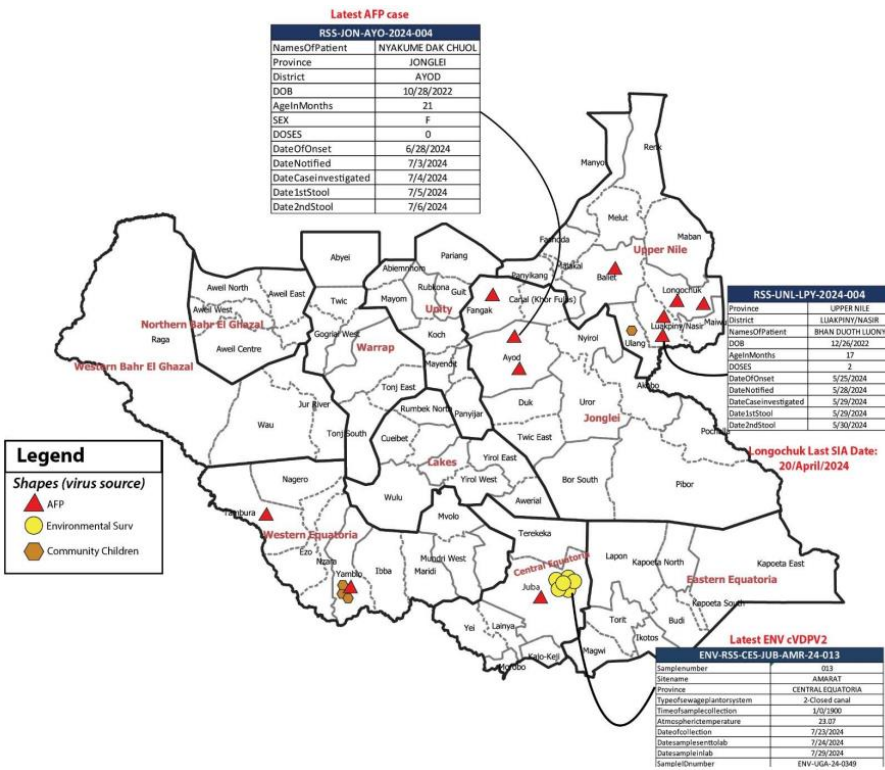 Latest AFP case
RSS-JON-AYO-2024-004
NamesOfPatient NYAKUME DAK CHUOL
Province JONGLEI
District AYOD
DOB 10/28/2022
AgeInMonths 21
SEX F
DOSES 0
DateOfOnset 6/28/2024
DateNotified 7/3/2024
DateCaseinvestigated 7/4/2024
Date1stStool 7/5/2024
Date2ndStool 7/6/2024
Renk
Manyo
Melut
Maban
Fashoda
Upper Nile
Abyei
Pariang
Malakal
Baliet
Abiemnhom
Panyikang
Longochuk
Aweil North
Aweil East
Rubkona
Guit
Canal (Khor Fulus)
Twic
Mayom
Fangak
Aweil West
Unity
Luakpiny/Nasir
Maiwut
Northern Bahr El Ghazal
Gogrial West
Koch
Nyirol
Ulang
Raga
Aweil Centre
Warrap
Ayod
Western Bahr El Ghazal
Mayendit
Tonj East
Akobo
Jur River
Rumbek North
Panyijar
Duk
Uror
Jonglei
Wau
Tonj South
Cueibet
Twic East
Lakes
Yirol East
Nagero
Yirol West
Bor South
Pibor
Wulu
Awerial
Tambura
Mvolo
Western Equatoria
Terekeka
Ezo
Nzara
Ibba
Mundri West
Maridi
Central Equatoria
Lapon
Kapoeta North
Kapoeta East
Yambio
Juba
Eastern Equatoria
Kapoeta South
Lainya
Torit
Budi
Yei
Ikotos
Kajo-Keji
Magwi
Morobo
RSS-UNL-LPY-2024-004
Province UPPER NILE
District LUAKPINY/NASIR
NamesOfPatient BHAN DUOTH LUONY
DOB 12/26/2022
AgeInMonths 17
DOSES 2
DateOfOnset 5/25/2024
DateNotified 5/28/2024
DateCaseinvestigated 5/29/2024
Date1stStool 5/29/2024
Date2ndStool 5/30/2024
Longochuk Last SIA Date:
20/April/2024
Legend
Shapes (virus source)
AFP
Environmental Surv
Community Children
Latest ENV cVDPV2
ENV-RSS-CES-JUB-AMR-24-013
Samplenumber 013
Sitename AMARAT
Province CENTRAL EQUATORIA
Typeofsewageplantorsystem 2-Closed canal
Timeofsamplecollection 1/0/1900
Atmospherictemperature 23.07
Dateofcollection 7/23/2024
Datesamplesenttolab 7/24/2024
Datesampleinlab 7/29/2024
SampleIDnumber ENV-UGA-24-0349